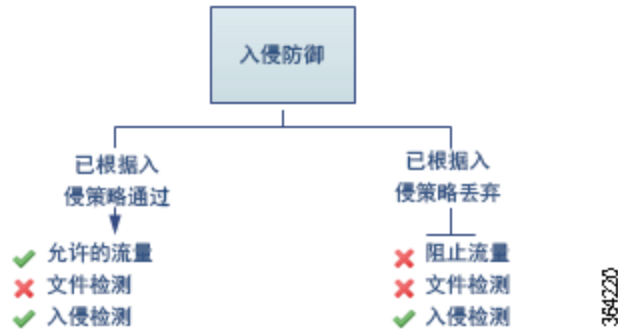 入侵防御
已根据入
侵策略通过
允许的流量
文件检测
入侵检测
已根据入
侵策略丢弃
阻止流量
文件检测
入侵检测
364220